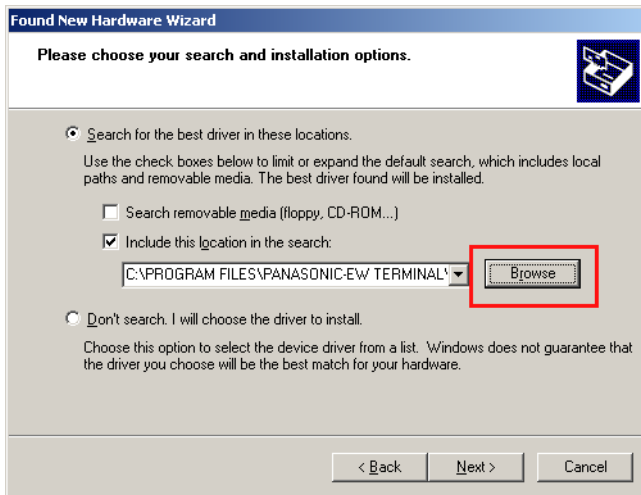 Found New Hardware Wizard
Please choose your search and installation options.
Search for the best driver in these locations.
Use the check boxes below to limit or expand the default search, which includes local
paths and removable media. The best driver found will be installed.
Search removable media (floppy, CD-ROM...)
Include this location in the search:
C:\PROGRAM FILES\PANASONIC-EW TERMINAL\
Browse
Don't search. I will choose the driver to install.
Choose this option to select the device driver from a list. Windows does not guarantee that
the driver you choose will be the best match for your hardware.
< Back Next > Cancel